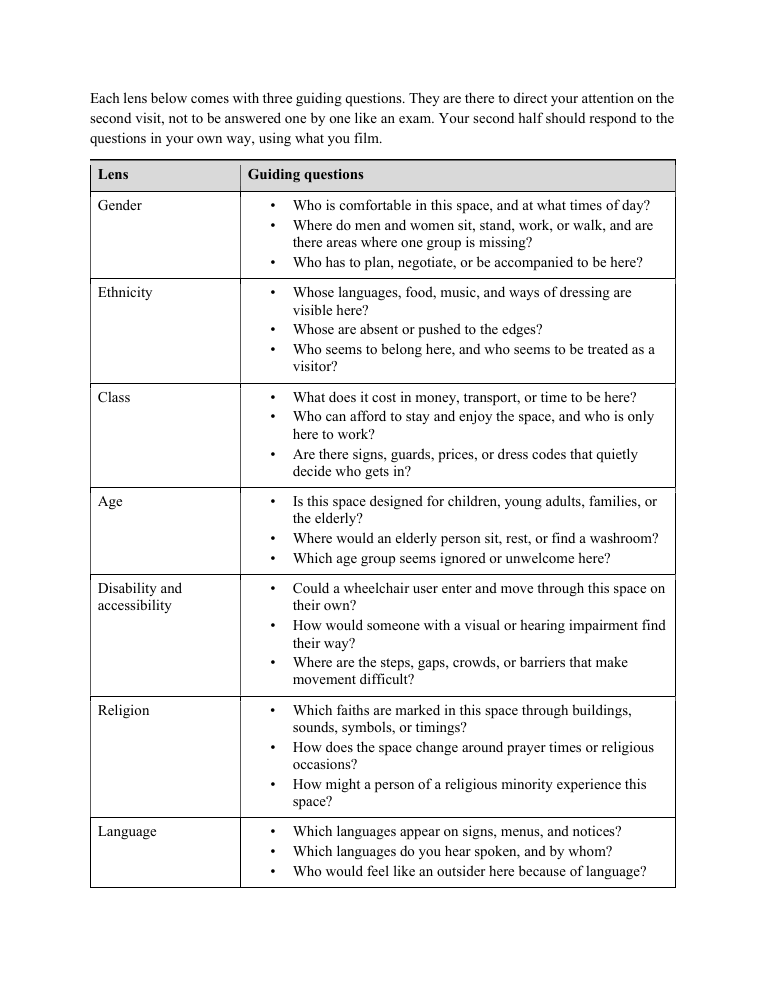 Each lens below comes with three guiding questions. They are there to direct your attention on the
second visit, not to be answered one by one like an exam. Your second half should respond to the
questions in your own way, using what you film.
Lens Guiding questions
Gender
• Who is comfortable in this space, and at what times of day?
• Where do men and women sit, stand, work, or walk, and are
there areas where one group is missing?
• Who has to plan, negotiate, or be accompanied to be here?
Ethnicity
• Whose languages, food, music, and ways of dressing are
visible here?
• Whose are absent or pushed to the edges?
• Who seems to belong here, and who seems to be treated as a
visitor?
Class
• What does it cost in money, transport, or time to be here?
• Who can afford to stay and enjoy the space, and who is only
here to work?
• Are there signs, guards, prices, or dress codes that quietly
decide who gets in?
Age
• Is this space designed for children, young adults, families, or
the elderly?
• Where would an elderly person sit, rest, or find a washroom?
• Which age group seems ignored or unwelcome here?
Disability and
accessibility
• Could a wheelchair user enter and move through this space on
their own?
• How would someone with a visual or hearing impairment find
their way?
• Where are the steps, gaps, crowds, or barriers that make
movement difficult?
Religion
• Which faiths are marked in this space through buildings,
sounds, symbols, or timings?
• How does the space change around prayer times or religious
occasions?
• How might a person of a religious minority experience this
space?
Language
• Which languages appear on signs, menus, and notices?
• Which languages do you hear spoken, and by whom?
• Who would feel like an outsider here because of language?